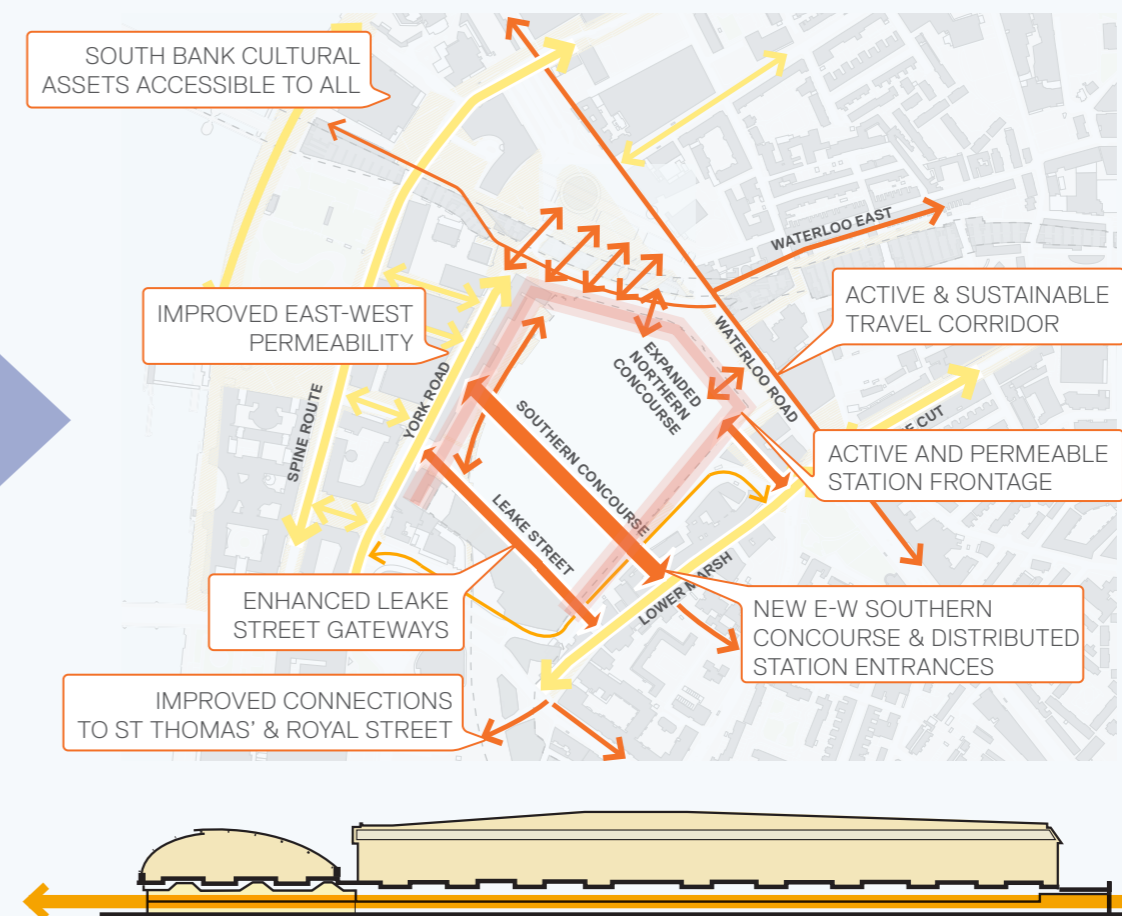 SOUTH BANK CULTURAL
ASSETS ACCESSIBLE TO ALL
WATERLOO EAST
IMPROVED EAST-WEST
PERMEABILITY
ACTIVE & SUSTAINABLE
TRAVEL CORRIDOR
WATERLOO ROAD
EXPANDED
NORTHERN
CONCOURSE
YORK ROAD
SPINE ROUTE
SOUTHERN CONCOURSE
CUT
ACTIVE AND PERMEABLE
STATION FRONTAGE
LEAKE STREET
LOWER MARSH
ENHANCED LEAKE
STREET GATEWAYS
NEW E-W SOUTHERN
CONCOURSE & DISTRIBUTED
STATION ENTRANCES
IMPROVED CONNECTIONS
TO ST THOMAS’ & ROYAL STREET